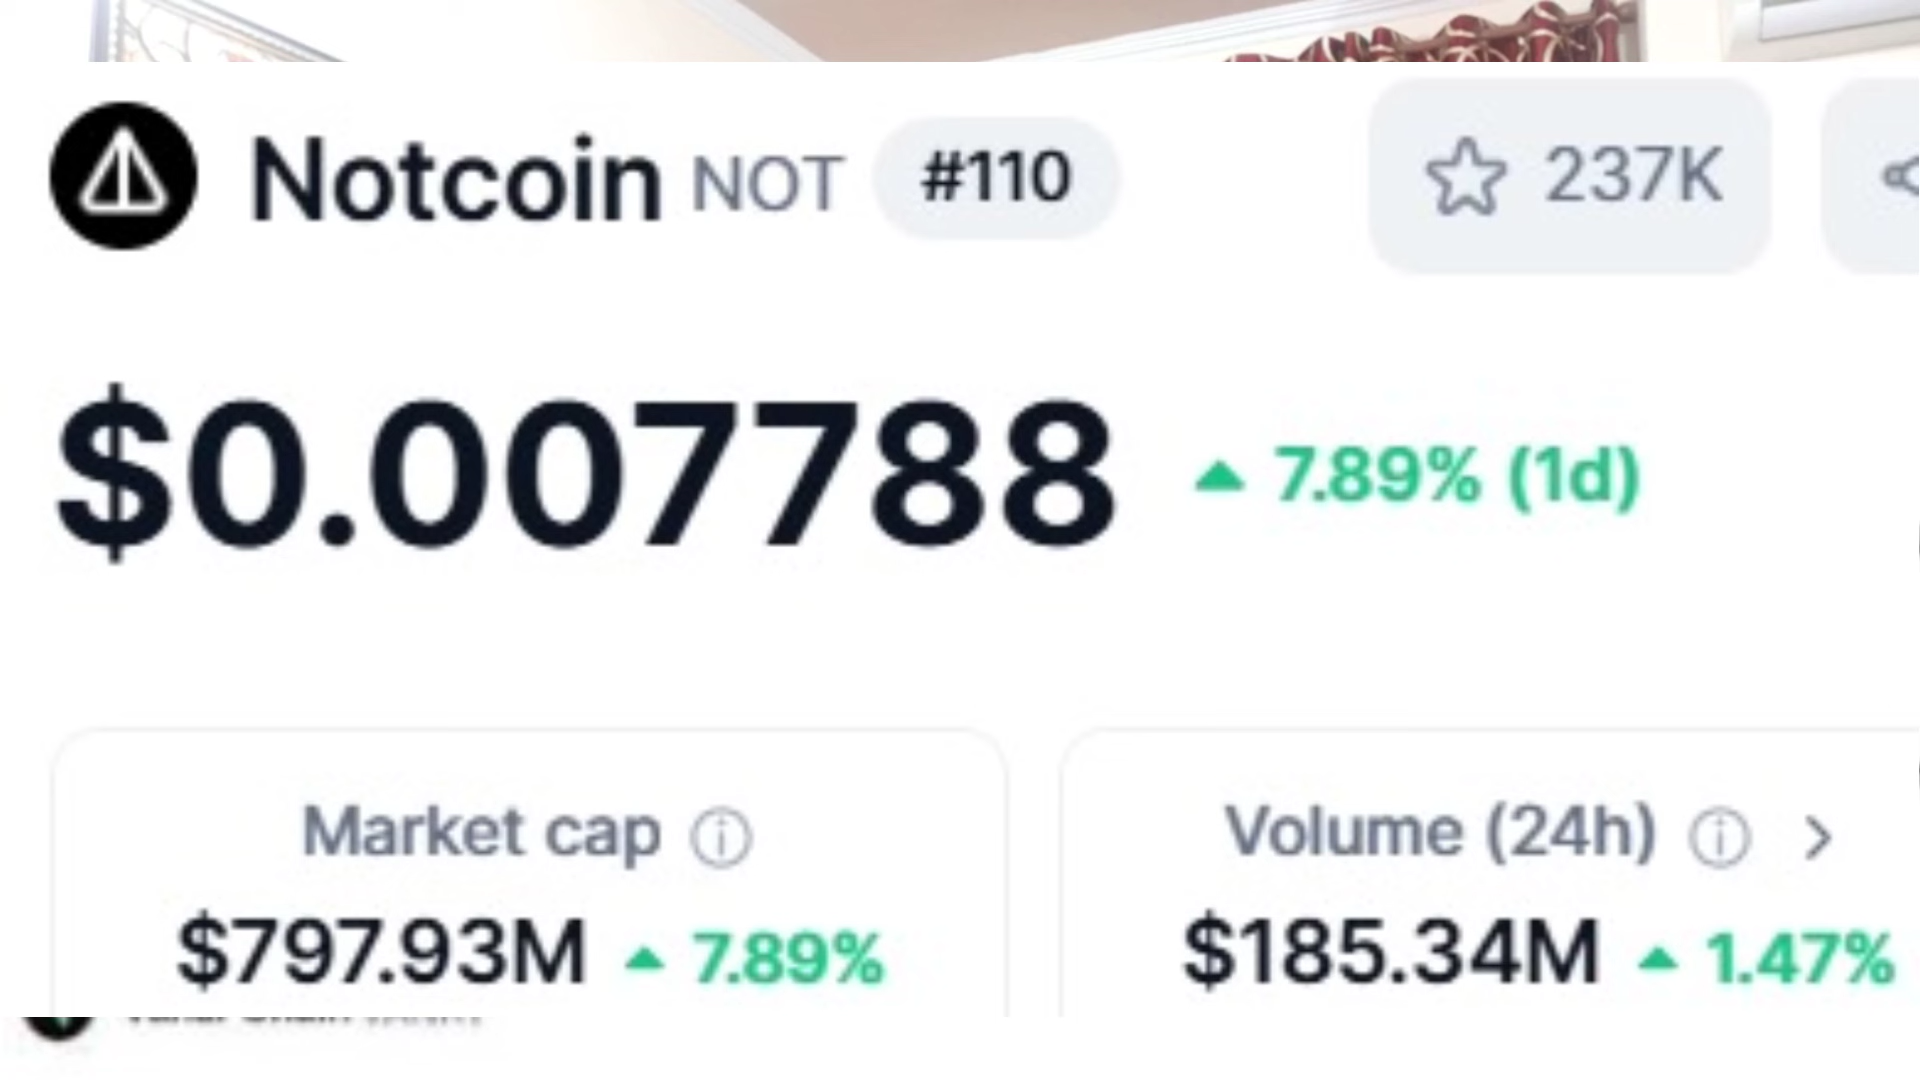 Notcoin NOT #110 237K
$0.007788 7.89% (1d)
Market cap
$797.93M 7.89%
Volume (24h)
$185.34M 1.47%